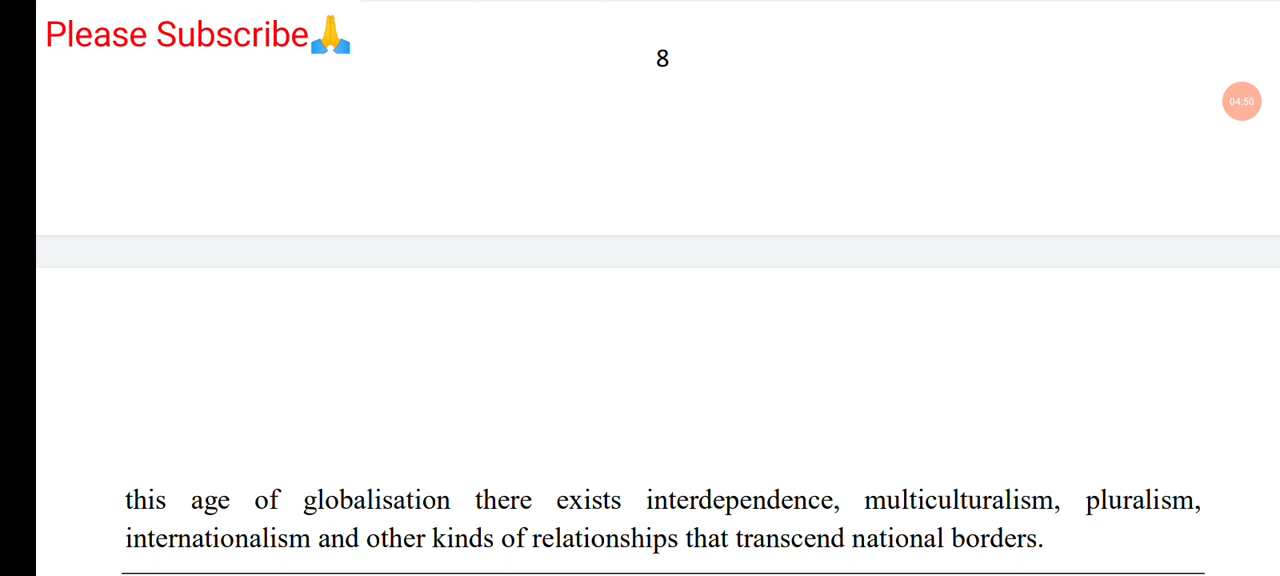 Please Subscribe🙏
8
04:50
this age of globalisation there exists interdependence, multiculturalism, pluralism,
internationalism and other kinds of relationships that transcend national borders.